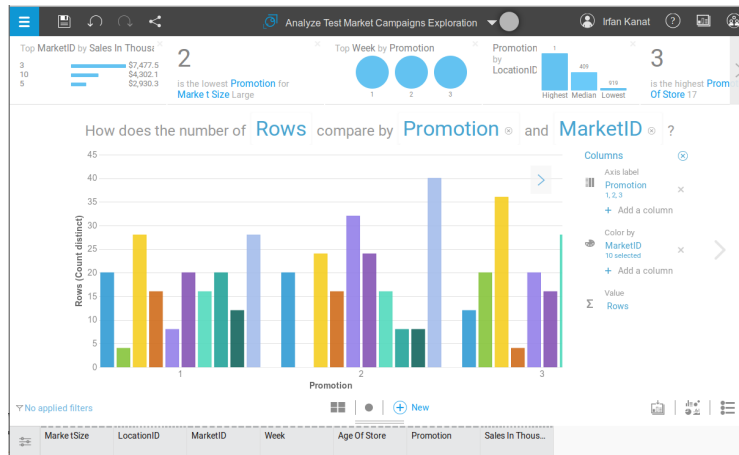 Analyze Test Market Campaigns Exploration
Irfan Kanat
?
Top MarketID by Sales In Thousa
3 $7,477.5
10 $4,302.1
5 $2,930.3
2
is the lowest Promotion for
Market Size Large
Top Week by Promotion
1 2 3
Promotion
by
LocationID
1
409
919
Highest Median Lowest
3
is the highest Prom
Of Store 17
How does the number of Rows compare by Promotion and MarketID ?
45
40
35
30
25
20
15
10
5
0
Rows (Count distinct)
1 2 3
Promotion
Columns
Axis label
Promotion
1, 2, 3
+ Add a column
Color by
MarketID
10 selected
+ Add a column
Value
Σ Rows
No applied filters
New
MarketSize LocationID MarketID Week Age Of Store Promotion Sales In Thous...